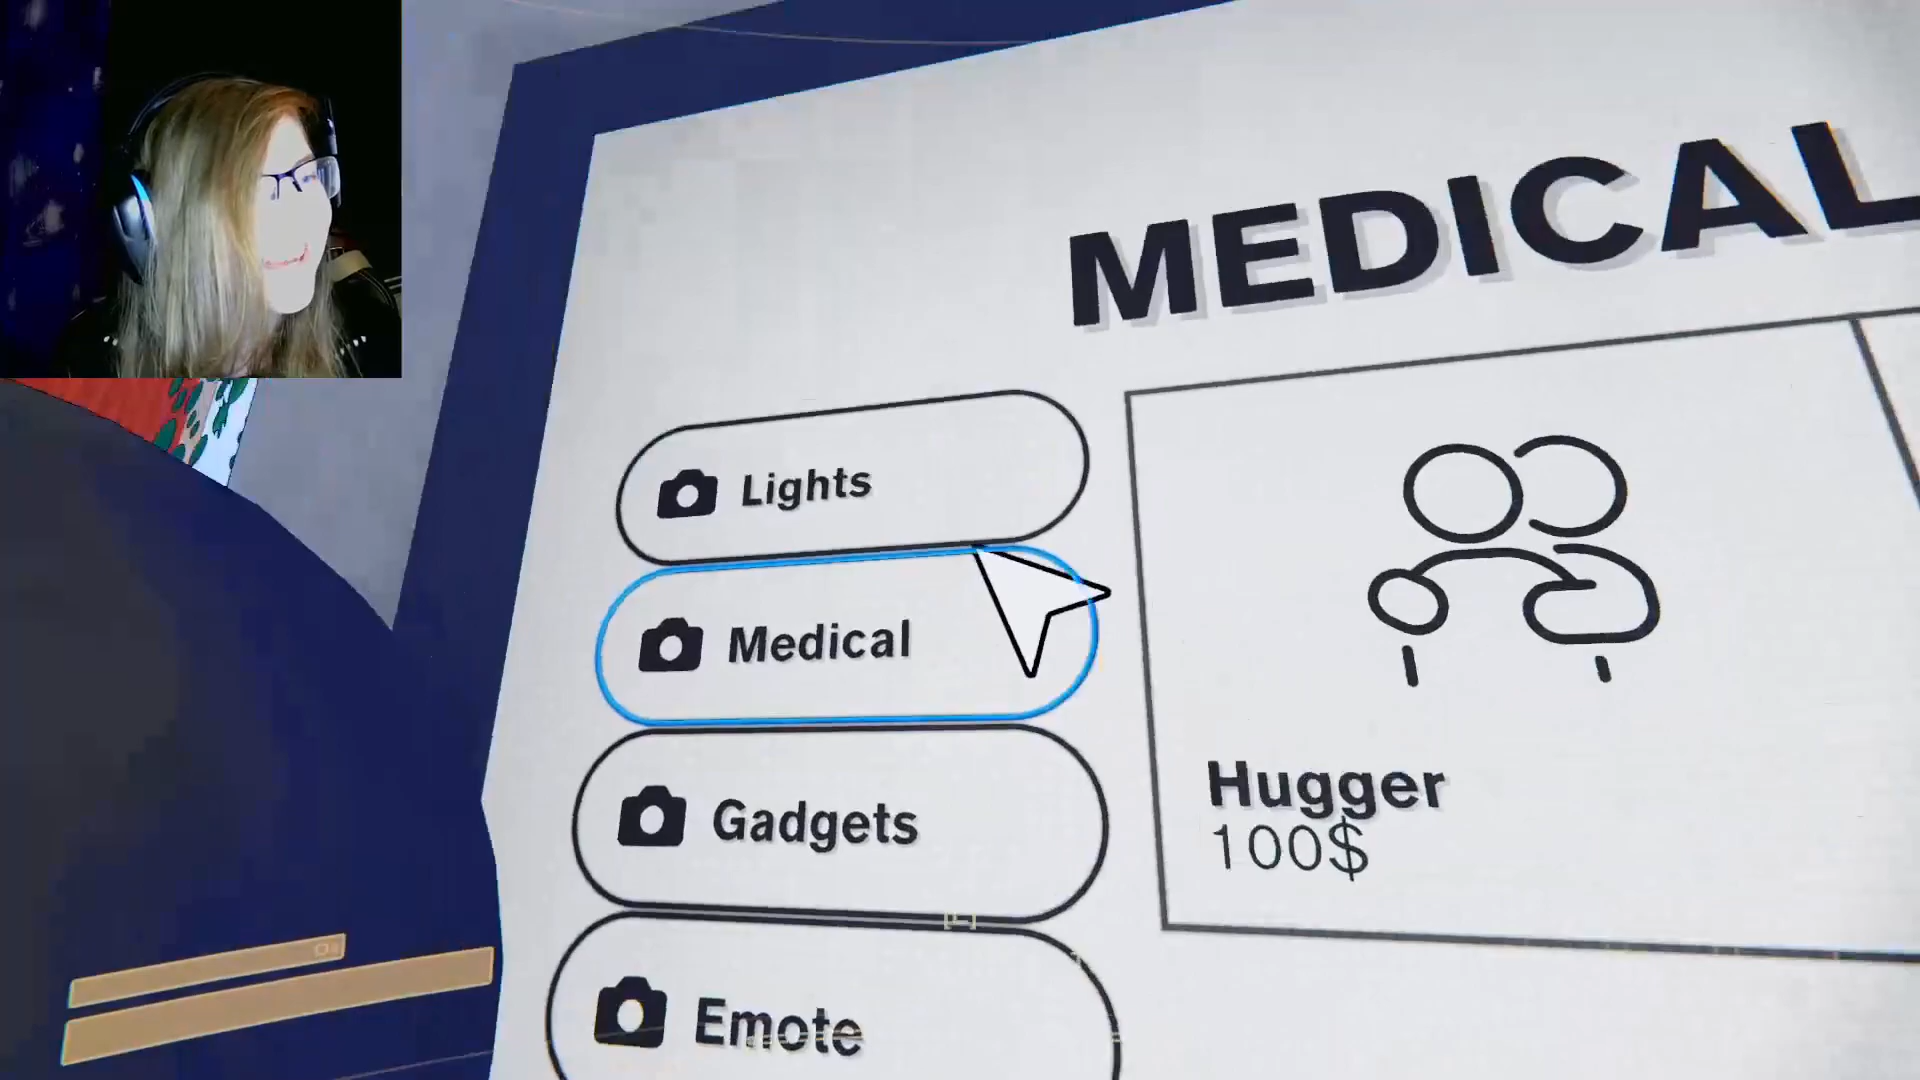 MEDICAL
Lights
Medical
Gadgets
Emote
Hugger
100$